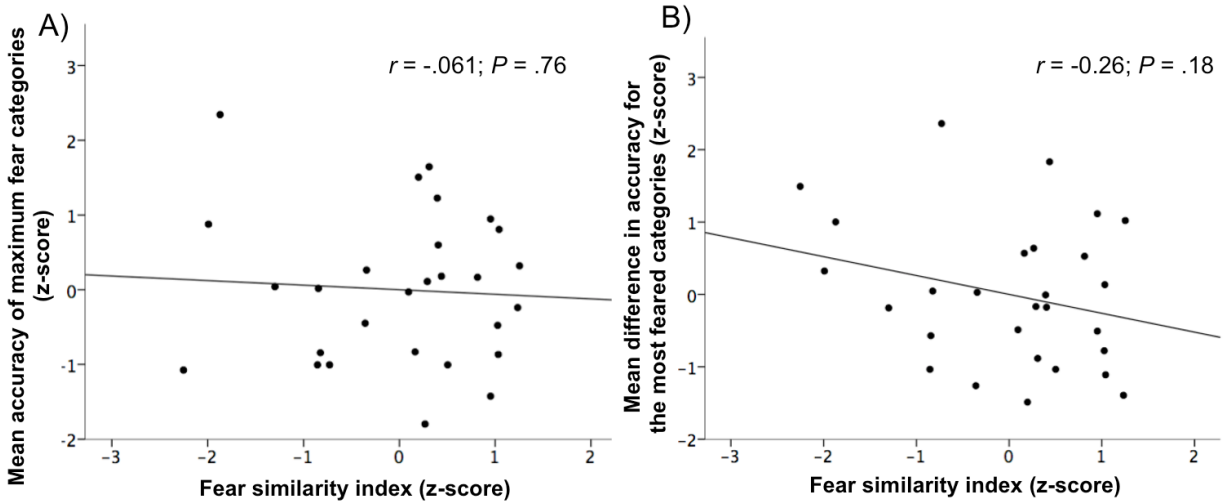 A)
r = -.061; P = .76
Mean accuracy of maximum fear categories
(z-score)
3
2
1
0
-1
-2
-3
-2
-1
0
1
2
Fear similarity index (z-score)
B)
r = -0.26; P = .18
Mean difference in accuracy for
the most feared categories (z-score)
3
2
1
0
-1
-2
-3
-2
-1
0
1
2
Fear similarity index (z-score)